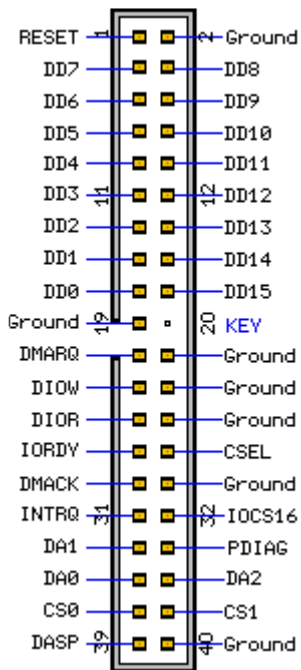 RESET 1 2 Ground
DD7 DD8
DD6 DD9
DD5 DD10
DD4 DD11
DD3 11 12 DD12
DD2 DD13
DD1 DD14
DD0 DD15
Ground 19 20 KEY
DMARQ Ground
DIOW Ground
DIOR Ground
IORDY CSEL
DMACK Ground
INTRQ 31 32 IOCS16
DA1 PDIAG
DA0 DA2
CS0 CS1
DASP 39 40 Ground